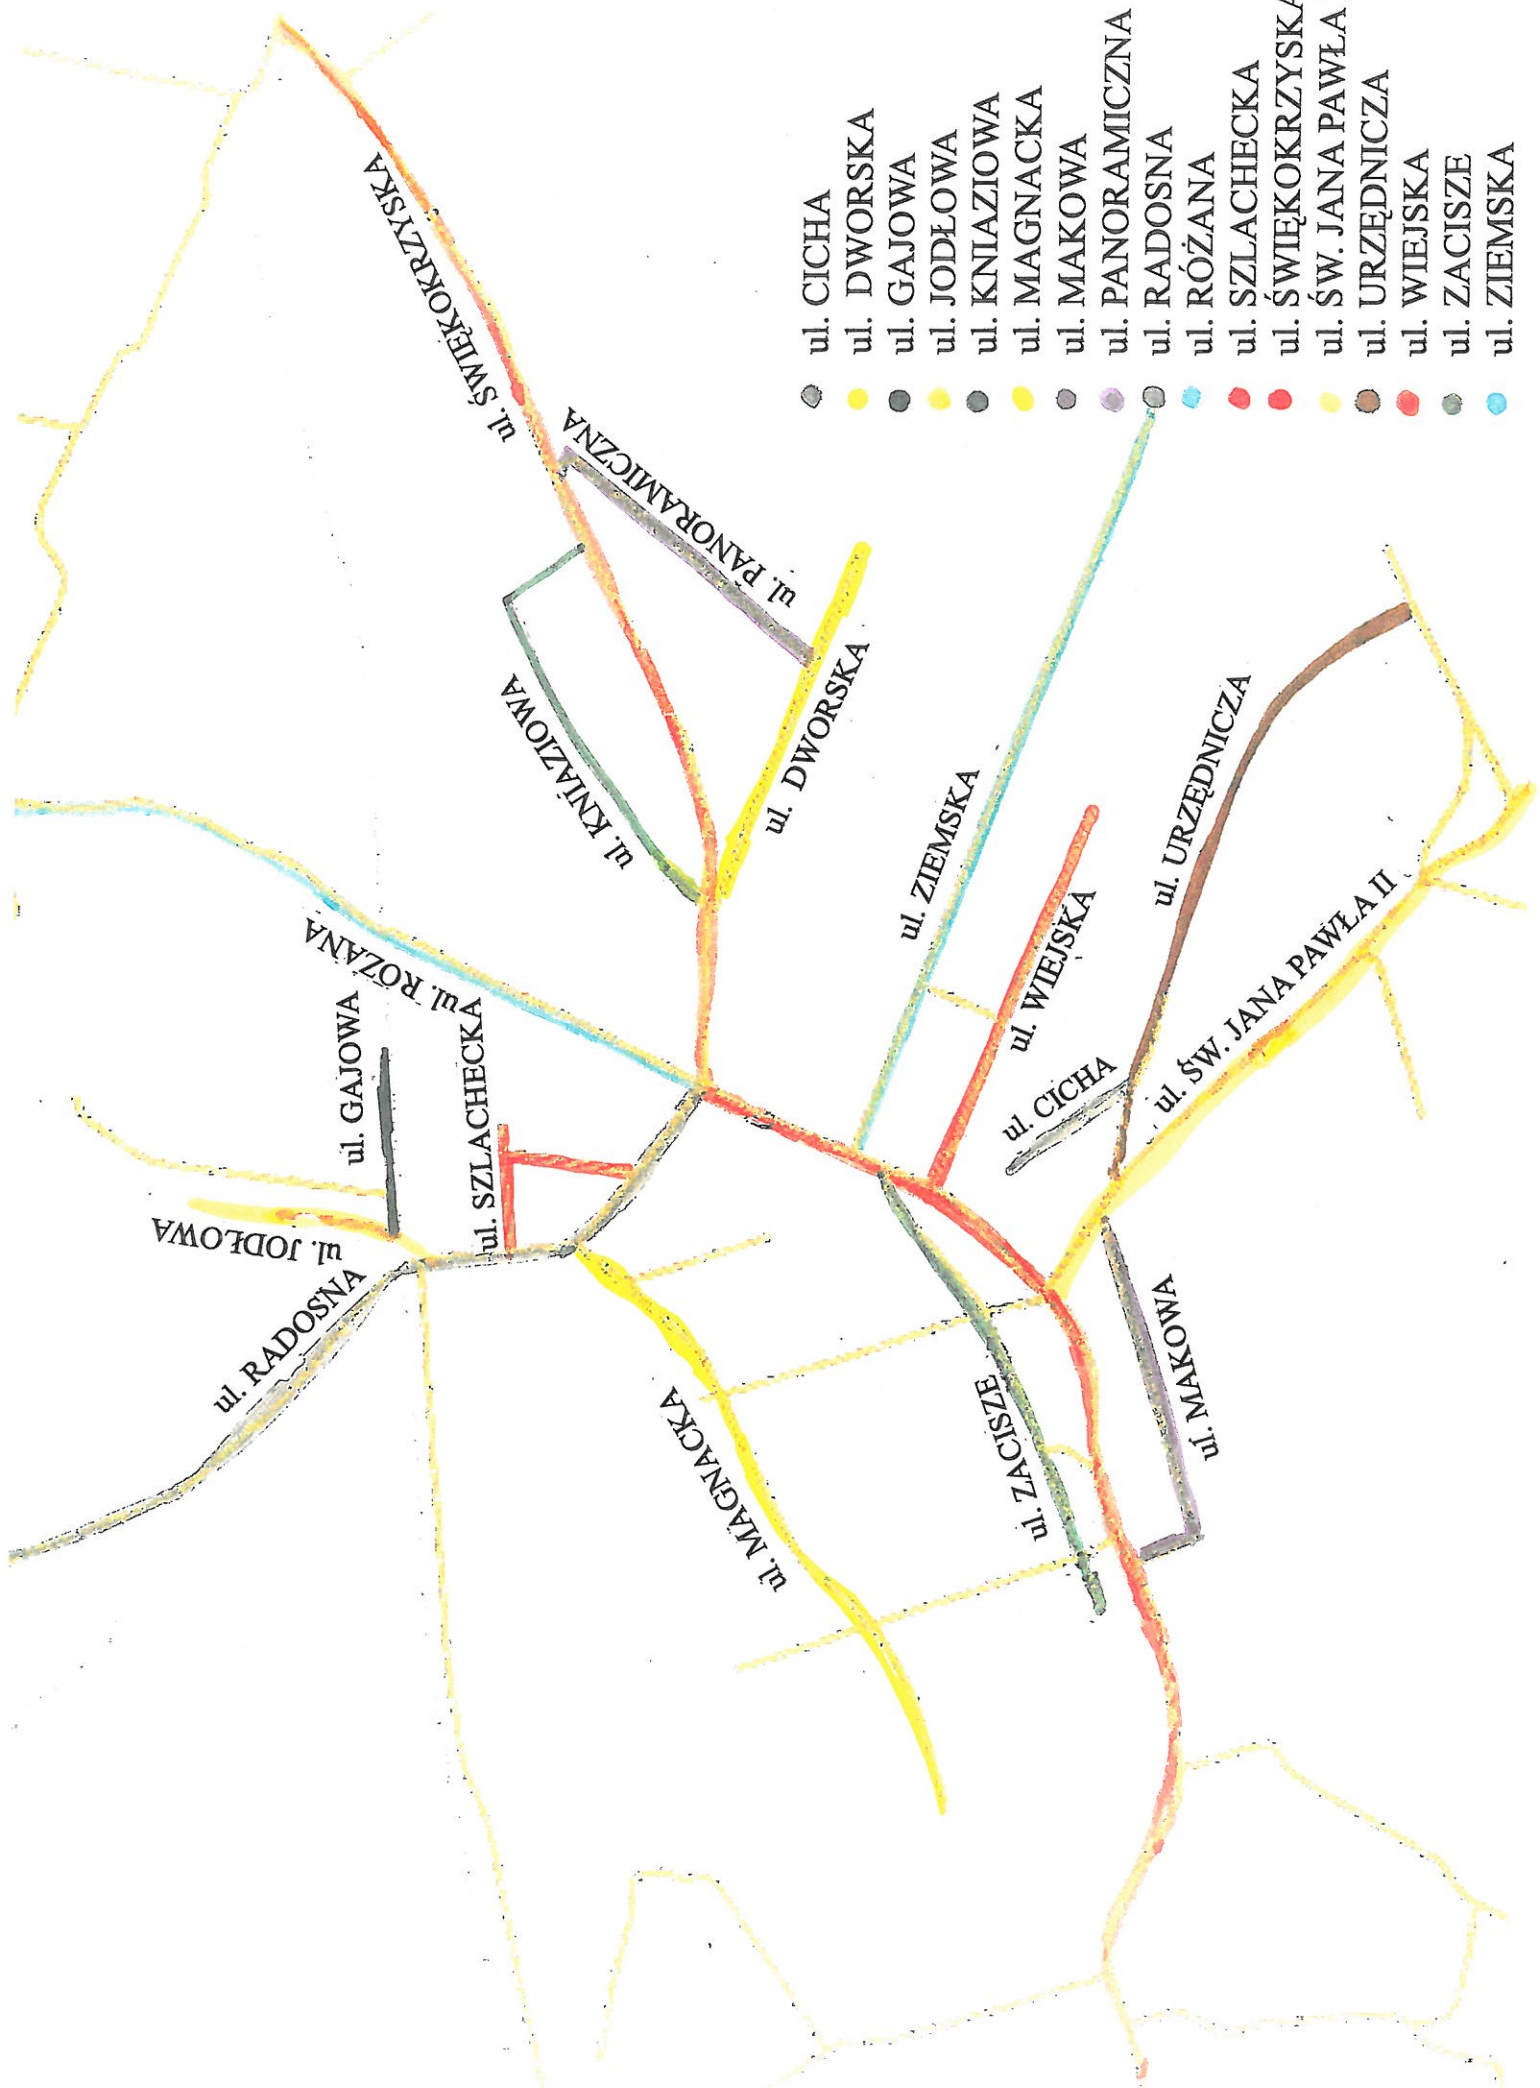 ul. ŚWIĘKOKRZYSKA
ul. PANORAMICZNA
ul. KNIAZIOWA
ul. DWORSKA
ul. RÓŻANA
ul. GAJOWA
ul. SZLACHECKA
ul. JODŁOWA
ul. RADOSNA
ul. MAGNACKA
ul. ZIEMSKA
ul. WIEJSKA
ul. CICHA
ul. URZĘDNICZA
ul. ŚW. JANA PAWŁA II
ul. ZACISZE
ul. MAKOWA
ul. CICHA
ul. DWORSKA
ul. GAJOWA
ul. JODŁOWA
ul. KNIAZIOWA
ul. MAGNACKA
ul. MAKOWA
ul. PANORAMICZNA
ul. RADOSNA
ul. RÓŻANA
ul. SZLACHECKA
ul. ŚWIĘKOKRZYSKA
ul. ŚW. JANA PAWŁA
ul. URZĘDNICZA
ul. WIEJSKA
ul. ZACISZE
ul. ZIEMSKA